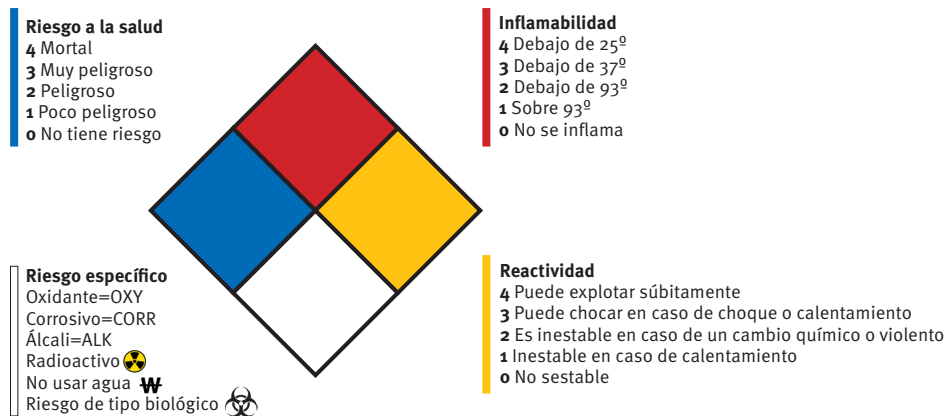 Riesgo a la salud
4 Mortal
3 Muy peligroso
2 Peligroso
1 Poco peligroso
0 No tiene riesgo
Inflamabilidad
4 Debajo de 25º
3 Debajo de 37º
2 Debajo de 93º
1 Sobre 93º
0 No se inflama
Riesgo específico
Oxidante=OXY
Corrosivo=CORR
Álcali=ALK
Radioactivo
No usar agua W
Riesgo de tipo biológico
Reactividad
4 Puede explotar súbitamente
3 Puede chocar en caso de choque o calentamiento
2 Es inestable en caso de un cambio químico o violento
1 Inestable en caso de calentamiento
0 No sestable